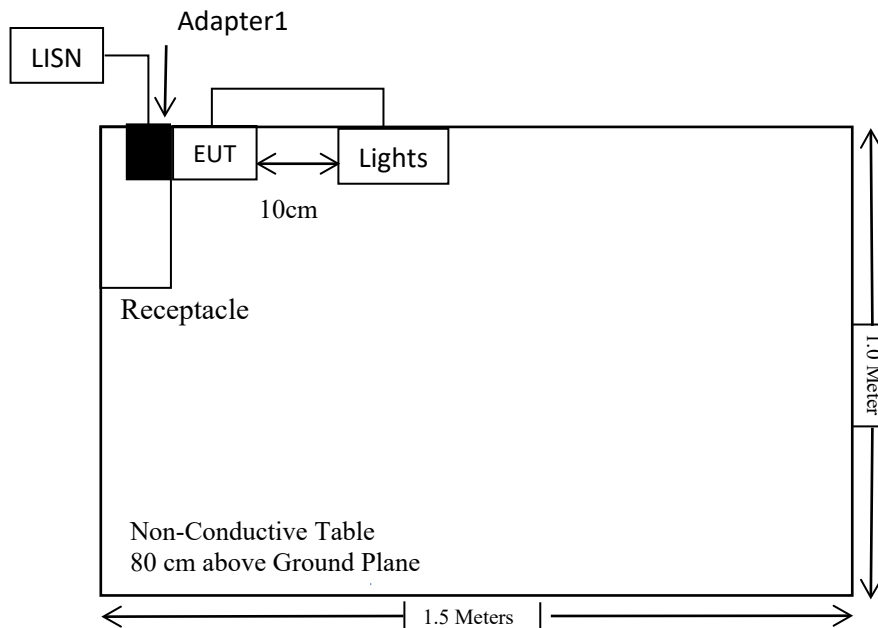 Adapter1
LISN
EUT
Lights
10cm
Receptacle
1.0 Meter
Non-Conductive Table
80 cm above Ground Plane
1.5 Meters